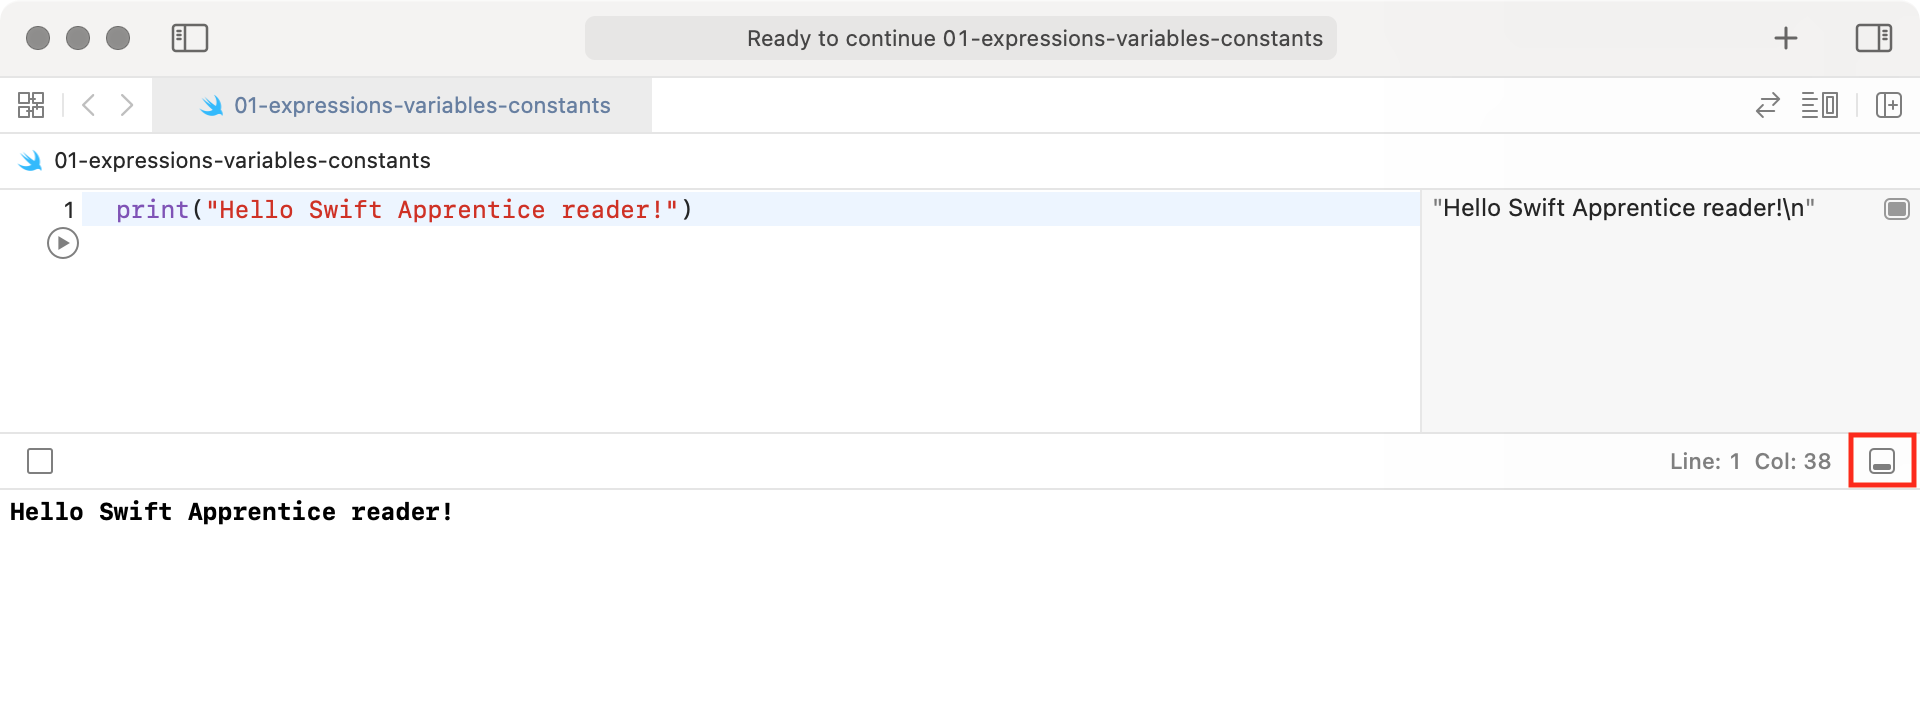 Ready to continue 01-expressions-variables-constants
01-expressions-variables-constants
01-expressions-variables-constants
1 print("Hello Swift Apprentice reader!")
"Hello Swift Apprentice reader!\n"
Line: 1 Col: 38
Hello Swift Apprentice reader!